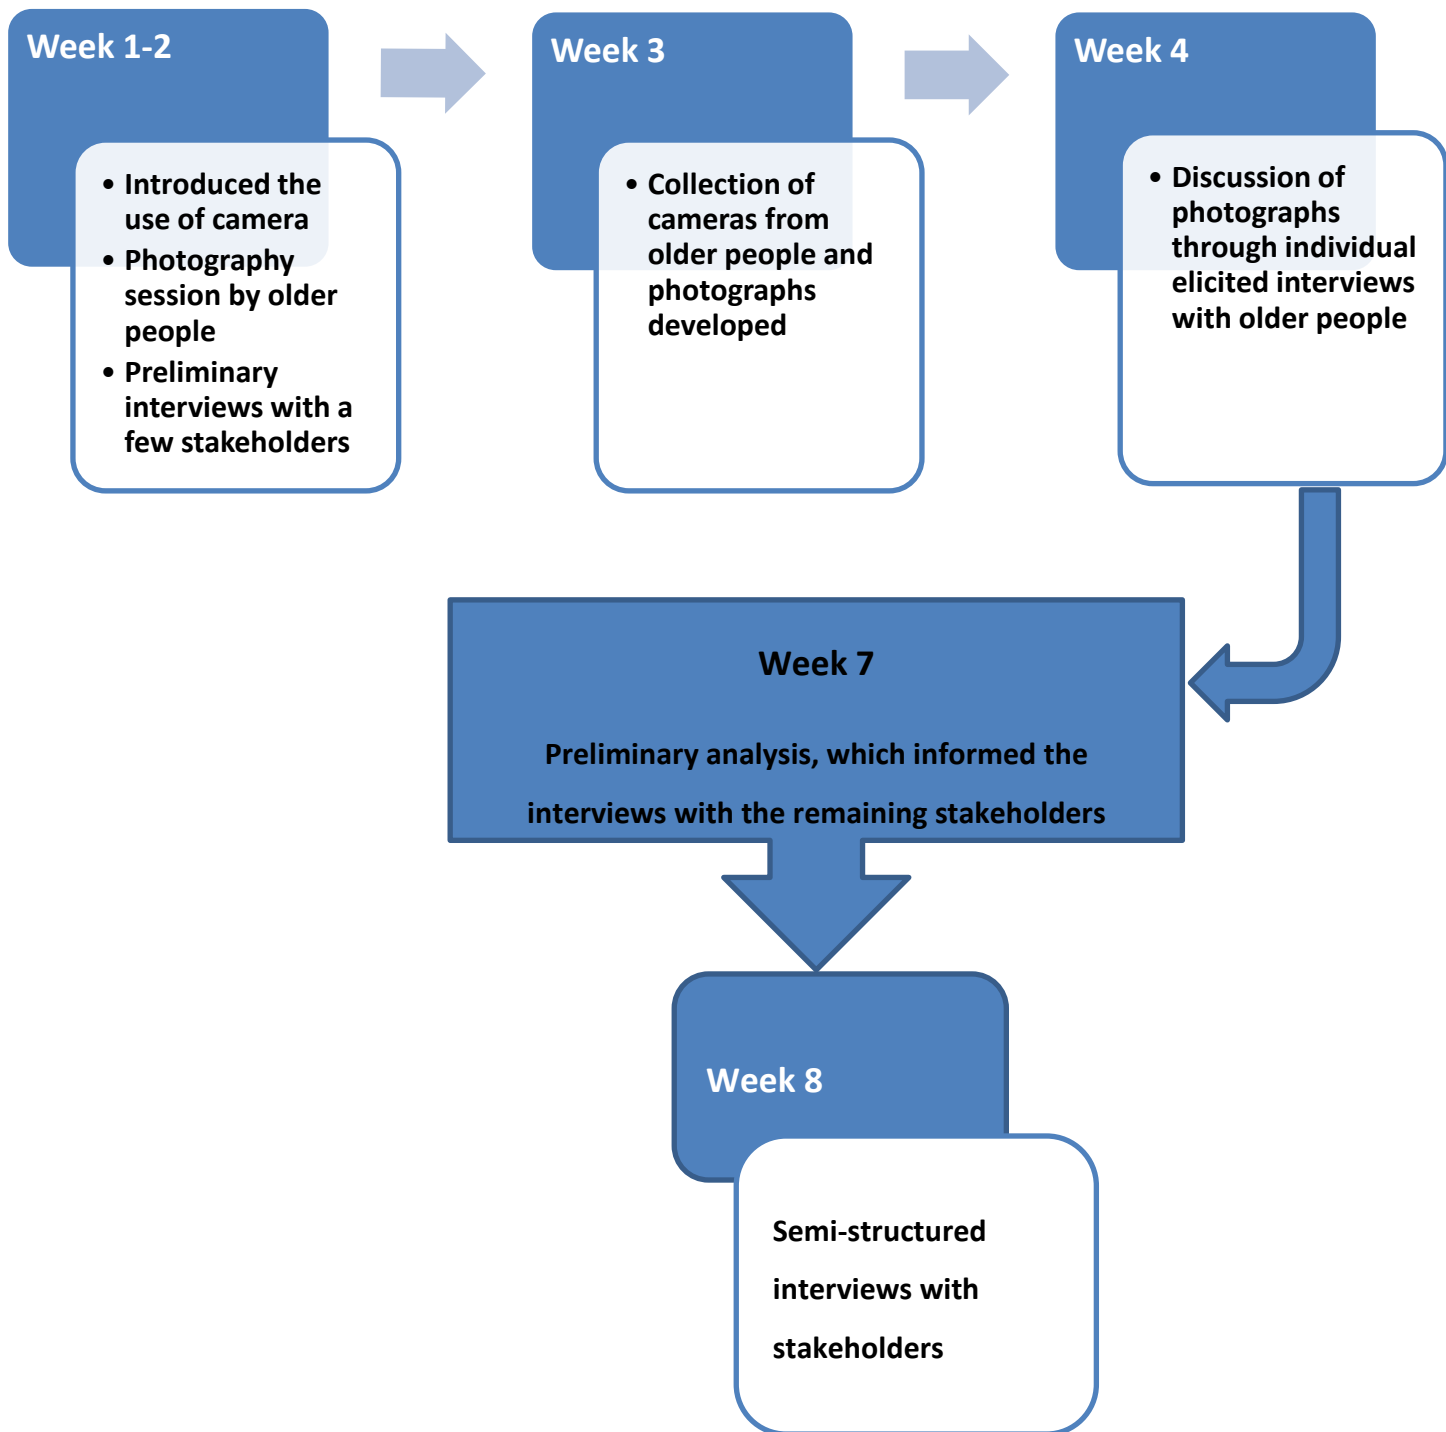 Week 1-2
• Introduced the
use of camera
• Photography
session by older
people
• Preliminary
interviews with a
few stakeholders
Week 3
• Collection of
cameras from
older people and
photographs
developed
Week 4
• Discussion of
photographs
through individual
elicited interviews
with older people
Week 7
Preliminary analysis, which informed the
interviews with the remaining stakeholders
Week 8
Semi-structured
interviews with
stakeholders